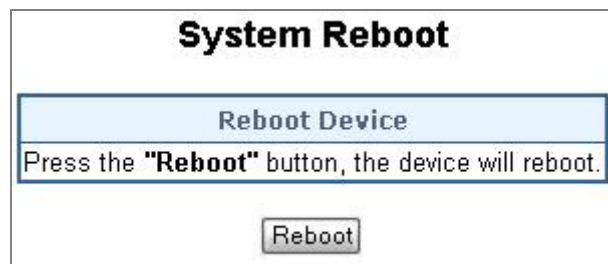 System Reboot
Reboot Device
Press the "Reboot" button, the device will reboot.
Reboot